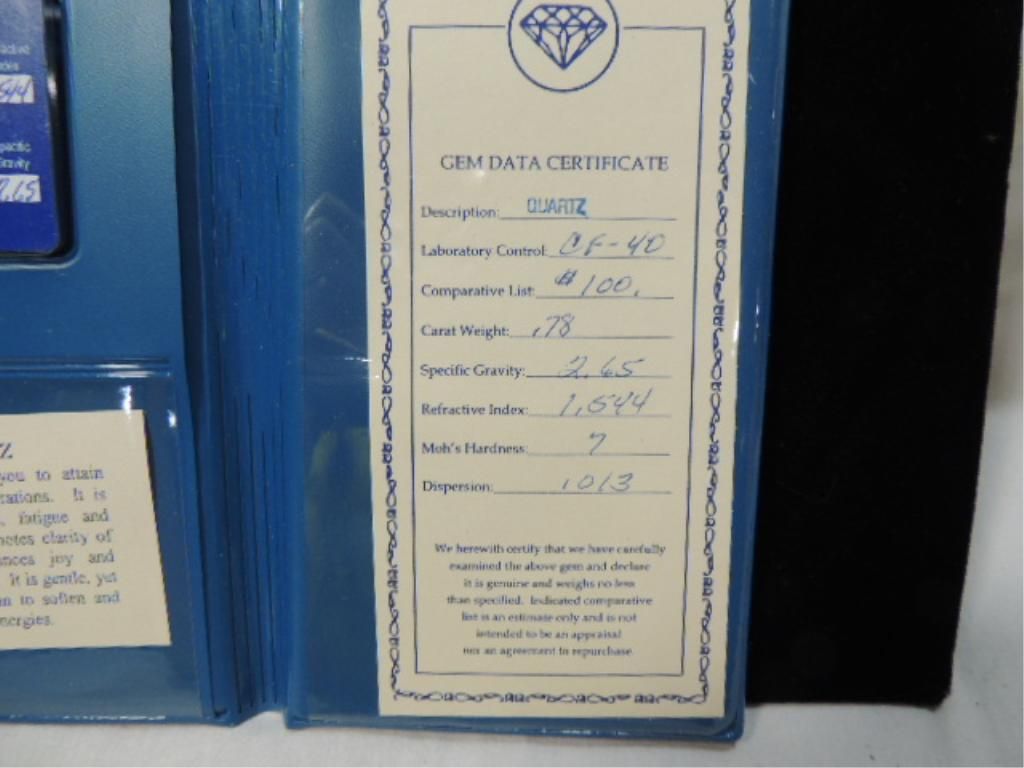 GEM DATA CERTIFICATE
Description: QUARTZ
Laboratory Control: CF-40
Comparative List: $100.
Carat Weight: .78
Specific Gravity: 2.65
Refractive Index: 1.544
Moh's Hardness: 7
Dispersion: .013
We herewith certify that we have carefully
examined the above gem and declare
it is genuine and weighs no less
than specified. Indicated comparative
list is an estimate only and is not
intended to be an appraisal
nor an agreement to repurchase.
Gravity
2.65
you to attain
It is
fatigue and
clarity of
joy and
It is gentle, yet
to soften and